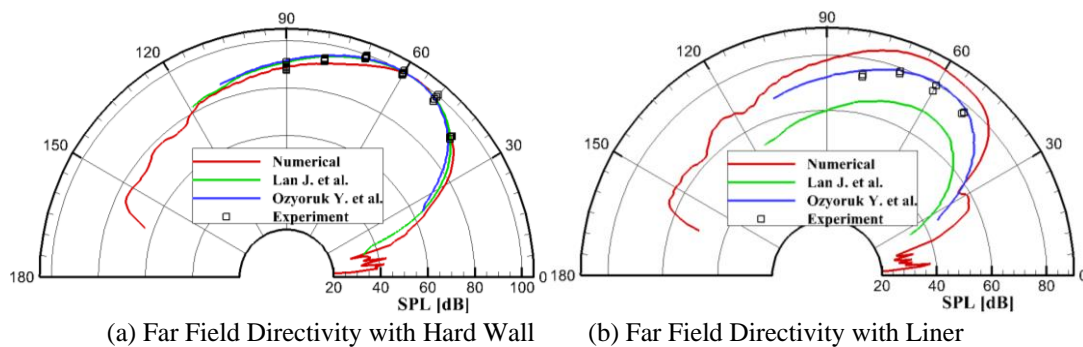 90
120
60
150
30
180
0
20
40
60
80
100
SPL [dB]
Numerical
Lan J. et al.
Ozyoruk Y. et al.
Experiment
(a) Far Field Directivity with Hard Wall
90
120
60
150
30
180
0
20
40
60
80
SPL [dB]
Numerical
Lan J. et al.
Ozyoruk Y. et al.
Experiment
(b) Far Field Directivity with Liner